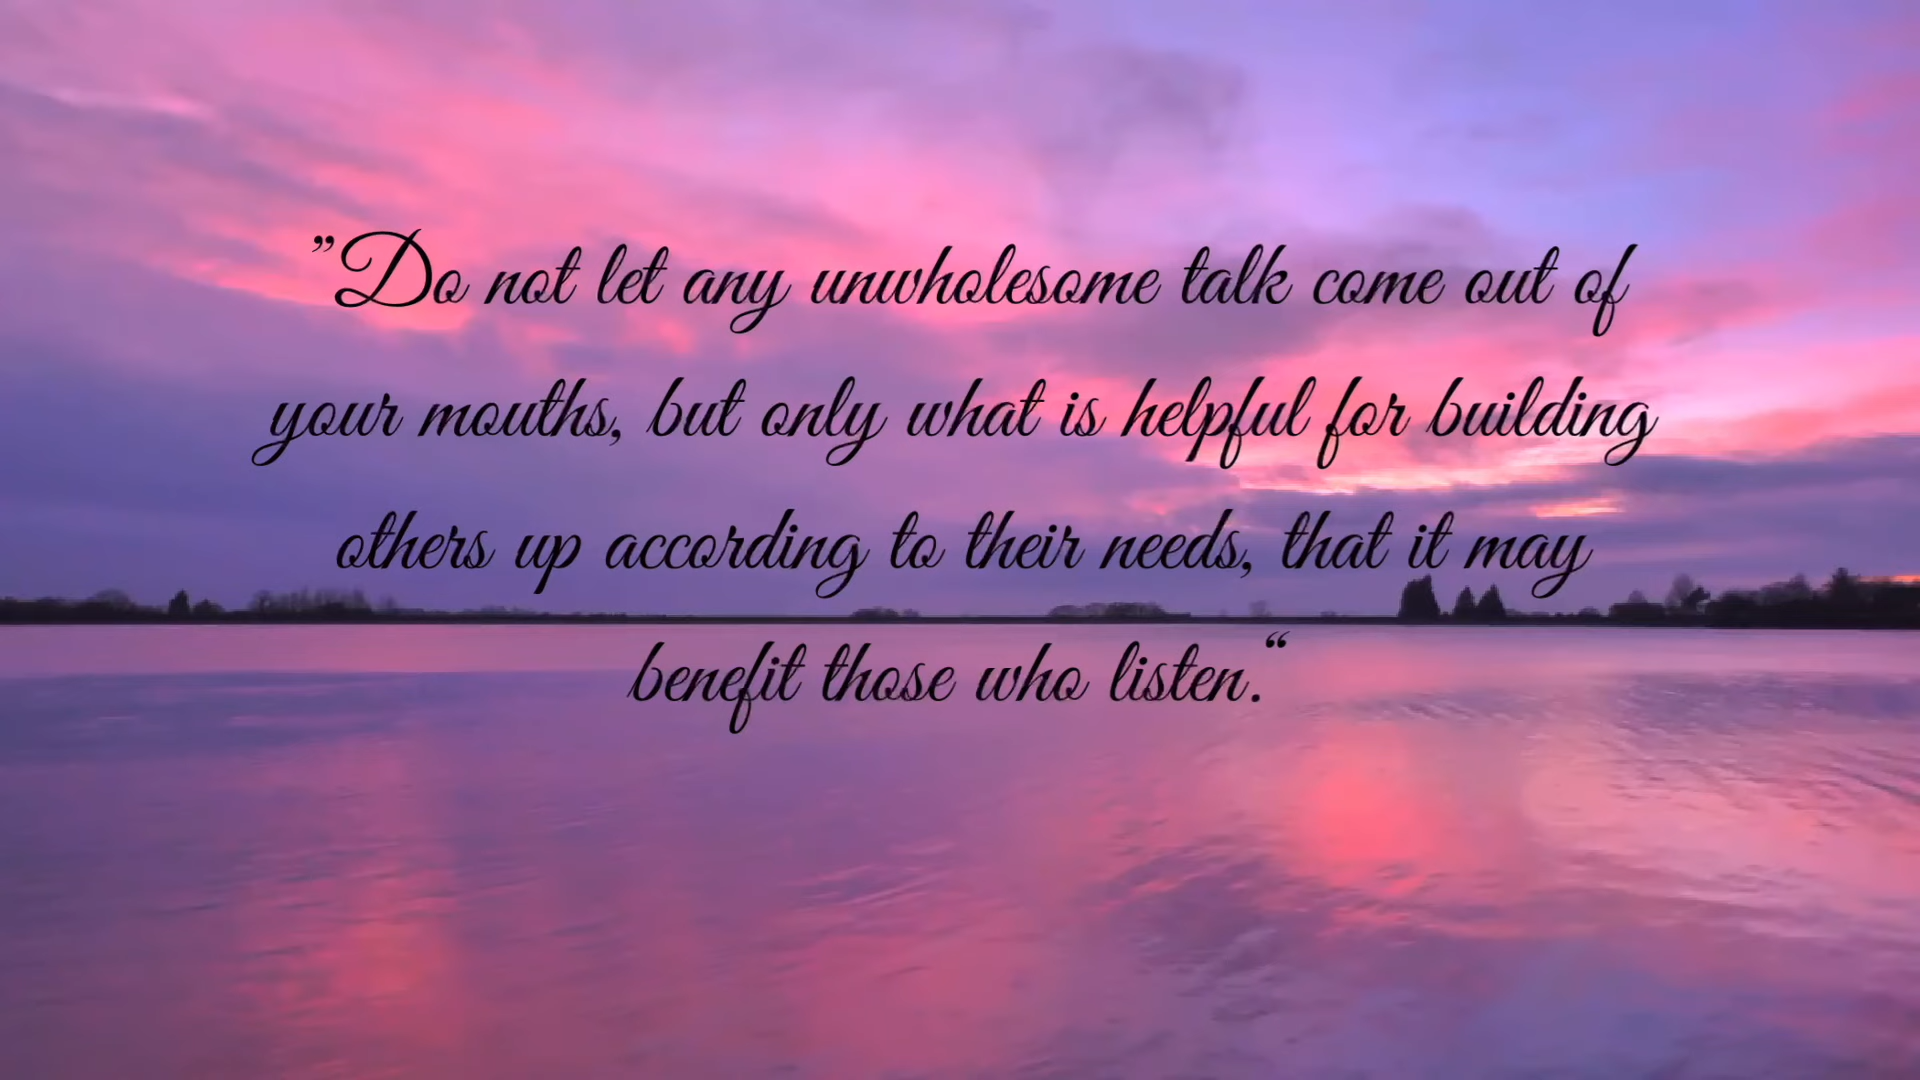 ”Do not let any unwholesome talk come out of
your mouths, but only what is helpful for building
others up according to their needs, that it may
benefit those who listen.“